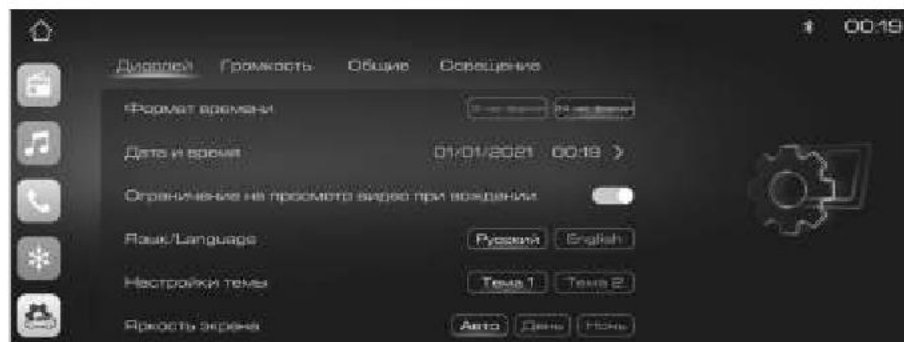 00:19
Дисплей Громкость Общие Освещение
Формат времени
Дата и время 01/01/2021 00:19 >
Ограничение на просмотр видео при вождении
Язык/Language Русский English
Настройки темы Тема 1 Тема 2
Яркость экрана Авто День Ночь